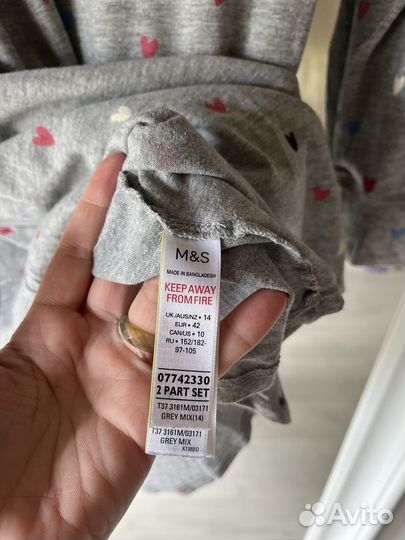 M&S
MADE IN BANGLADESH
KEEP AWAY
FROM FIRE
UK/AUS/NZ • 14
EUR • 42
CAN/US • 10
RU • 152/182-
97-105
07742330
2 PART SET
T37 3161M/03171
GREY MIX(14)
T37 3161M/03171
GREY MIX
Avito